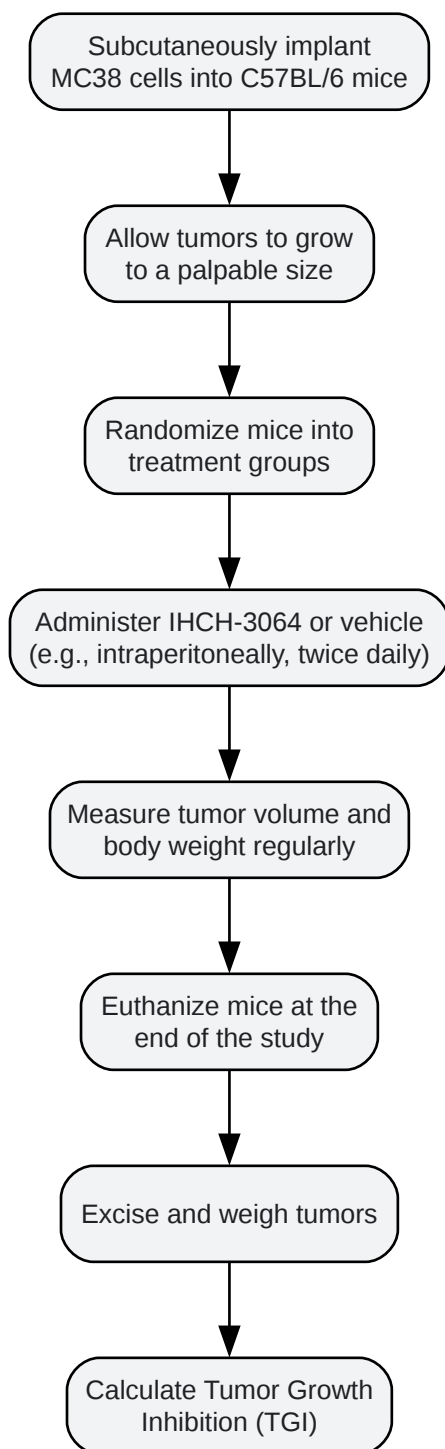 Subcutaneously implant
MC38 cells into C57BL/6 mice
Allow tumors to grow
to a palpable size
Randomize mice into
treatment groups
Administer IHCH-3064 or vehicle
(e.g., intraperitoneally, twice daily)
Measure tumor volume and
body weight regularly
Euthanize mice at the
end of the study
Excise and weigh tumors
Calculate Tumor Growth
Inhibition (TGI)